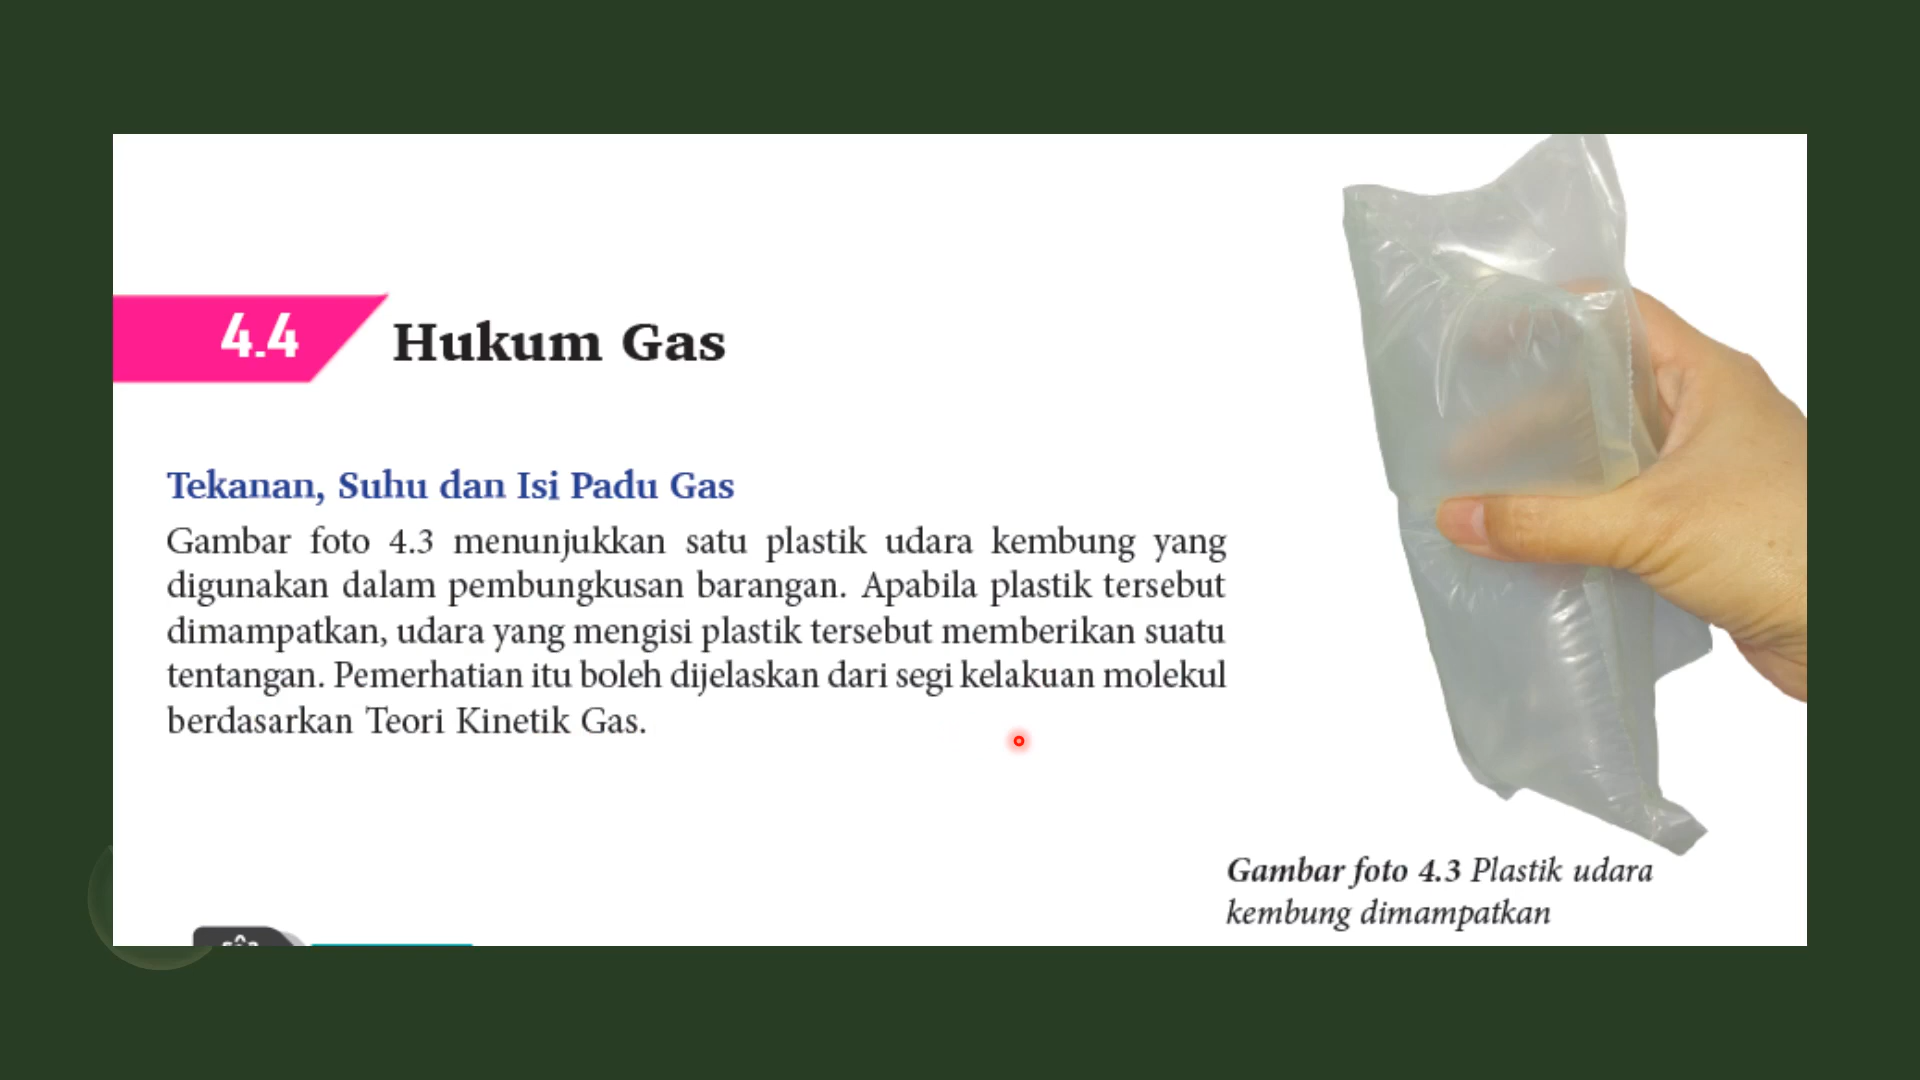 4.4 Hukum Gas
Tekanan, Suhu dan Isi Padu Gas
Gambar foto 4.3 menunjukkan satu plastik udara kembung yang
digunakan dalam pembungkusan barangan. Apabila plastik tersebut
dimampatkan, udara yang mengisi plastik tersebut memberikan suatu
tentangan. Pemerhatian itu boleh dijelaskan dari segi kelakuan molekul
berdasarkan Teori Kinetik Gas.
Gambar foto 4.3 Plastik udara
kembung dimampatkan